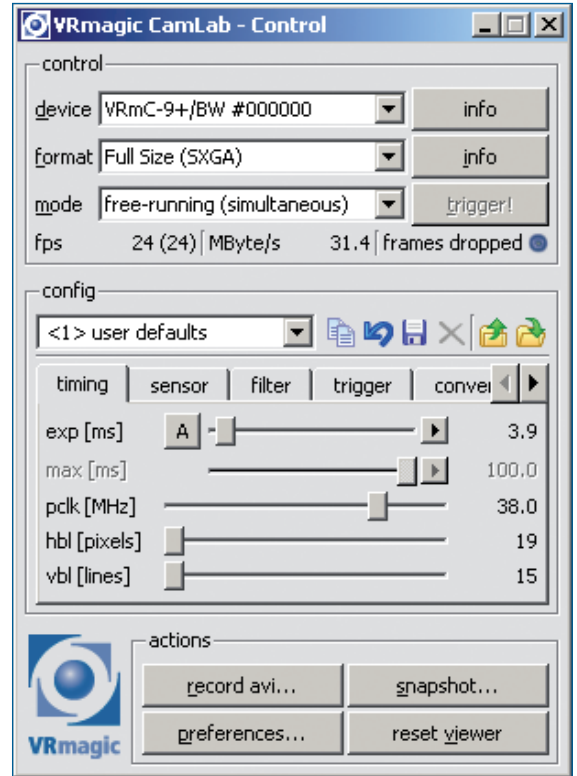 VRmagic CamLab - Control
control
device VRmC-9+/BW #000000 info
format Full Size (SXGA) info
mode free-running (simultaneous) trigger!
fps 24 (24) MByte/s 31.4 frames dropped
config
<1> user defaults
timing sensor filter trigger conver
exp [ms] A 3.9
max [ms] 100.0
pclk [MHz] 38.0
hbl [pixels] 19
vbl [lines] 15
actions
record avi... snapshot...
preferences... reset viewer
VRmagic